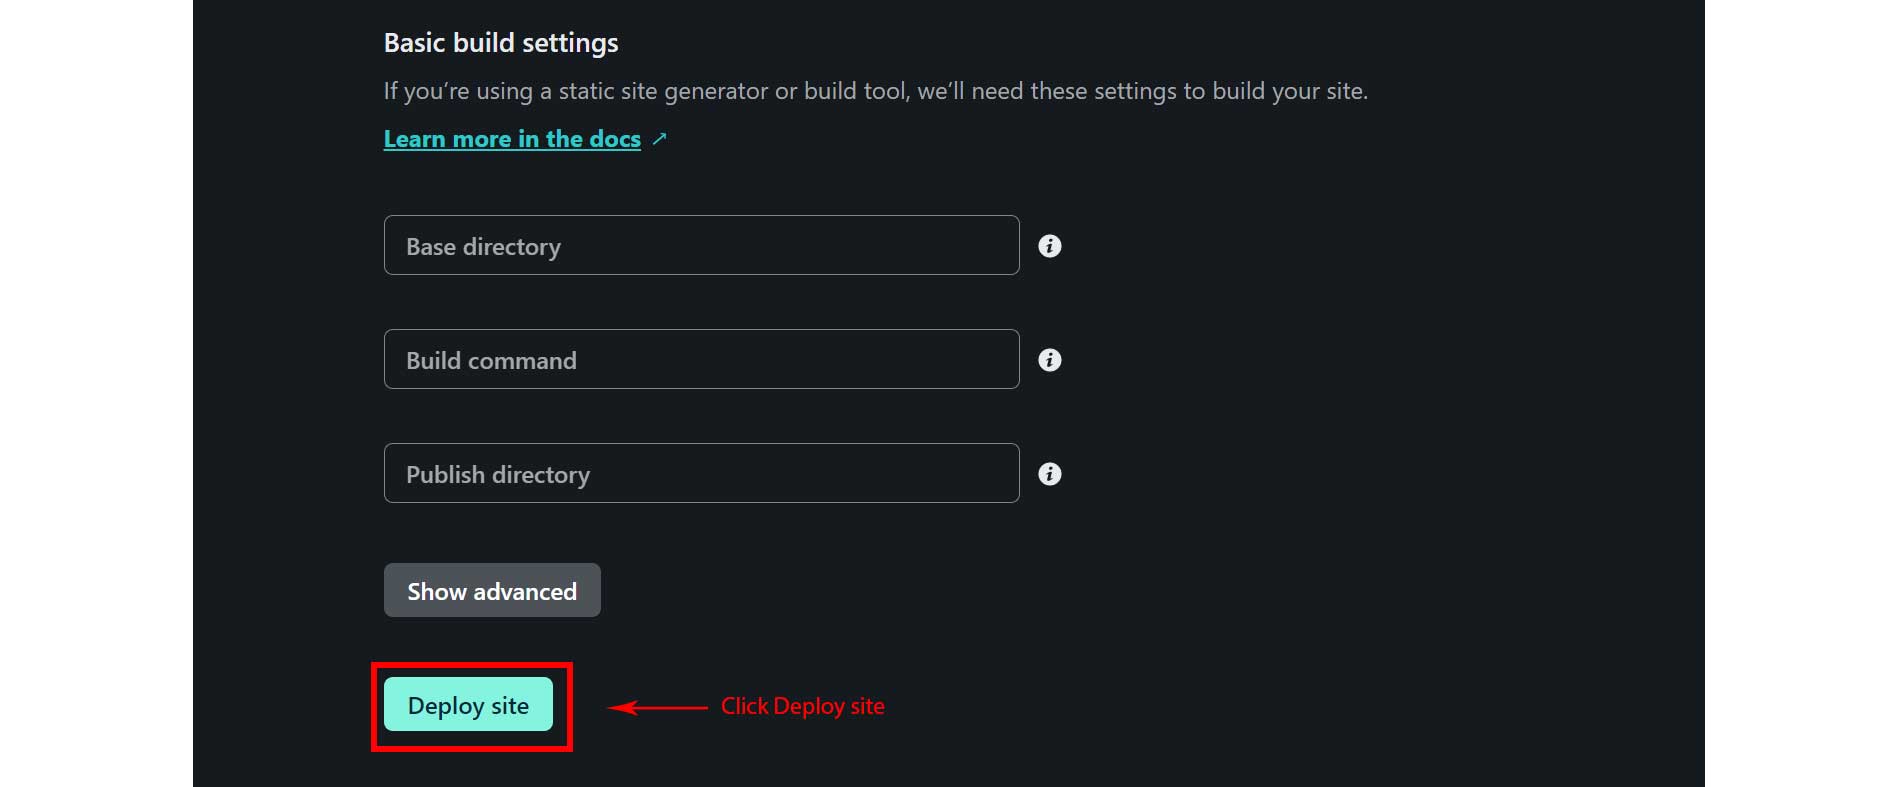 Basic build settings
If you’re using a static site generator or build tool, we’ll need these settings to build your site.
Learn more in the docs ↗
Base directory
Build command
Publish directory
Show advanced
Deploy site
Click Deploy site